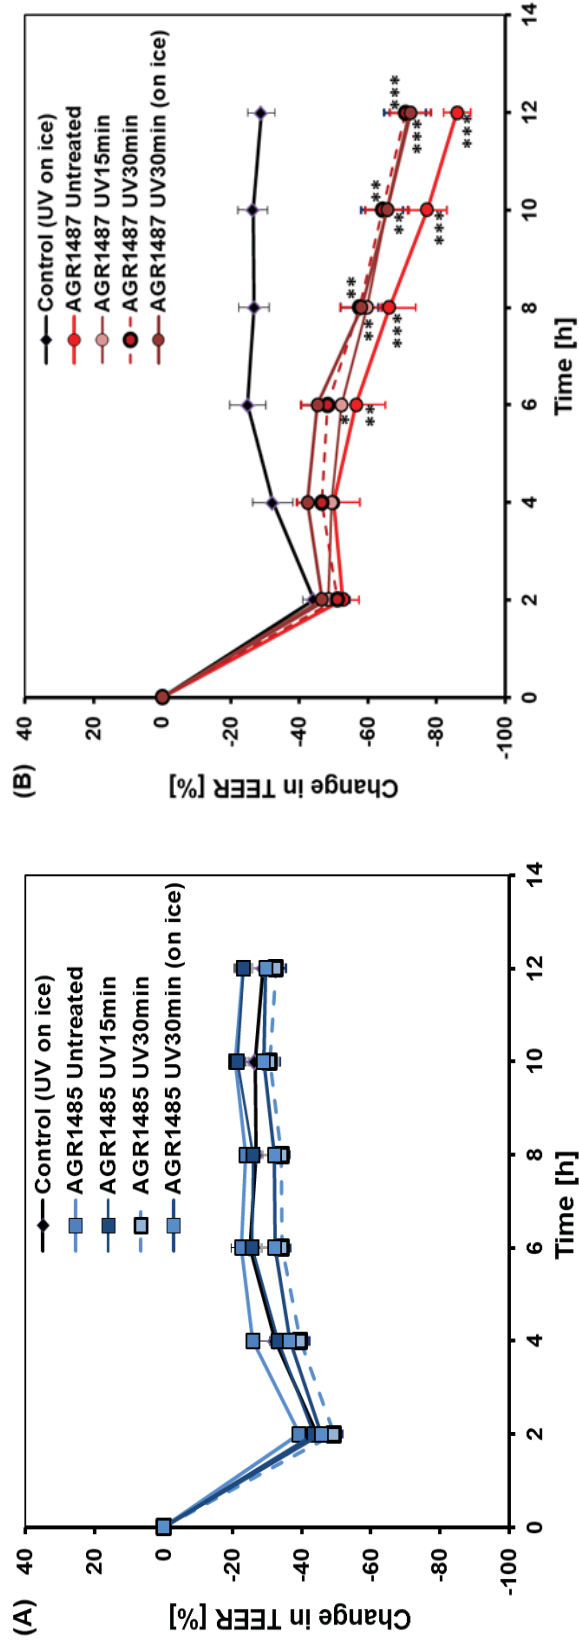 (A)
Control (UV on ice)
AGR1485 Untreated
AGR1485 UV15min
AGR1485 UV30min
AGR1485 UV30min (on ice)
40
20
0
-20
-40
-60
-80
-100
Change in TEER [%]
0 2 4 6 8 10 12 14
Time [h]
(B)
Control (UV on ice)
AGR1487 Untreated
AGR1487 UV15min
AGR1487 UV30min
AGR1487 UV30min (on ice)
40
20
0
-20
-40
-60
-80
-100
Change in TEER [%]
** ** ***
* ** ** ***
** *** *** ***
0 2 4 6 8 10 12 14
Time [h]